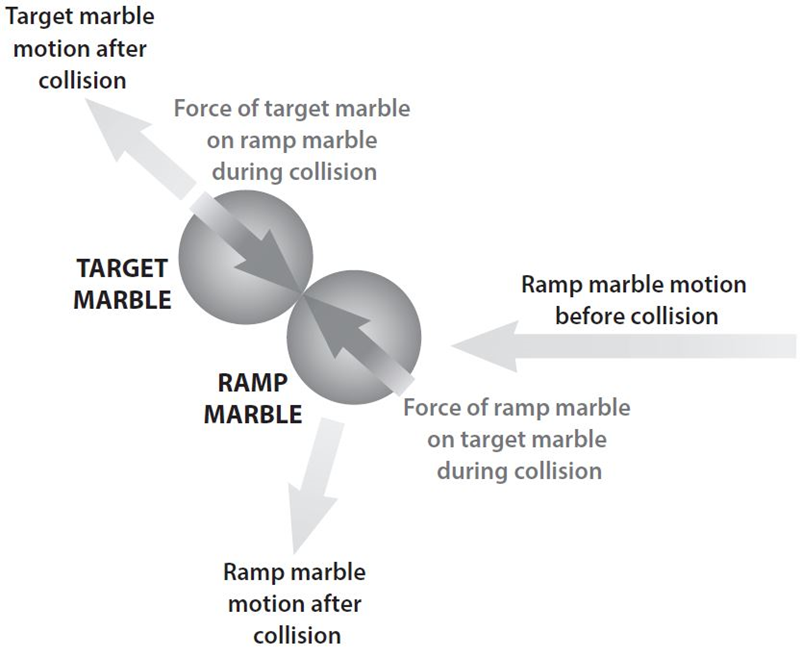 Target marble
motion after
collision
Force of target marble
on ramp marble
during collision
TARGET
MARBLE
Ramp marble motion
before collision
RAMP
MARBLE
Force of ramp marble
on target marble
during collision
Ramp marble
motion after
collision